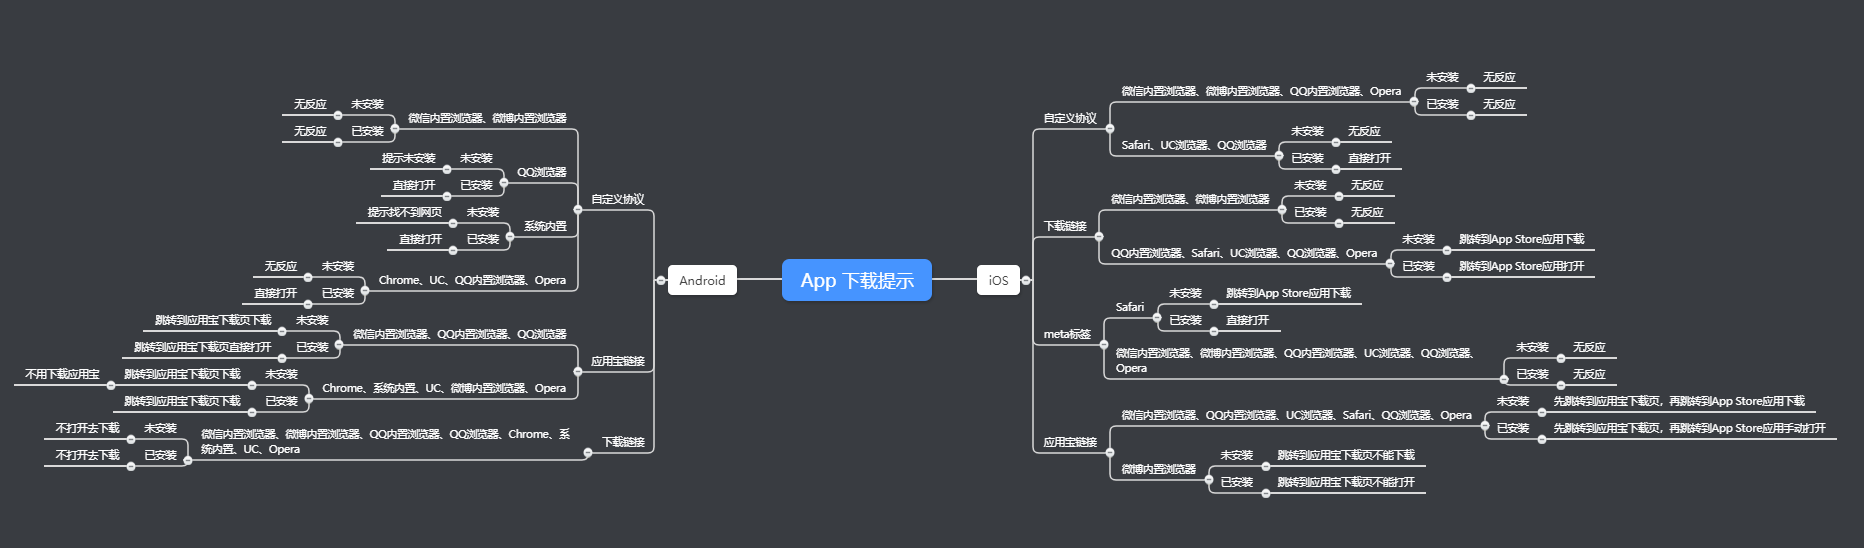 App 下载提示
Android
自定义协议
微信内置浏览器、微博内置浏览器
未安装
无反应
已安装
无反应
QQ浏览器
未安装
提示未安装
已安装
直接打开
系统内置
未安装
提示找不到网页
已安装
直接打开
Chrome、UC、QQ内置浏览器、Opera
未安装
无反应
已安装
直接打开
应用宝链接
微信内置浏览器、QQ内置浏览器、QQ浏览器
未安装
跳转到应用宝下载页下载
已安装
跳转到应用宝下载页直接打开
Chrome、系统内置、UC、微博内置浏览器、Opera
未安装
跳转到应用宝下载页下载
不用下载应用宝
已安装
跳转到应用宝下载页下载
下载链接
微信内置浏览器、微博内置浏览器、QQ内置浏览器、QQ浏览器、Chrome、系
统内置、UC、Opera
未安装
不打开去下载
已安装
不打开去下载
iOS
自定义协议
微信内置浏览器、微博内置浏览器、QQ内置浏览器、Opera
未安装
无反应
已安装
无反应
Safari、UC浏览器、QQ浏览器
未安装
无反应
已安装
直接打开
下载链接
微信内置浏览器、微博内置浏览器
未安装
无反应
已安装
无反应
QQ内置浏览器、Safari、UC浏览器、QQ浏览器、Opera
未安装
跳转到App Store应用下载
已安装
跳转到App Store应用打开
meta标签
Safari
未安装
跳转到App Store应用下载
已安装
直接打开
微信内置浏览器、微博内置浏览器、QQ内置浏览器、UC浏览器、QQ浏览器、
Opera
未安装
无反应
已安装
无反应
应用宝链接
微信内置浏览器、QQ内置浏览器、UC浏览器、Safari、QQ浏览器、Opera
未安装
先跳转到应用宝下载页，再跳转到App Store应用下载
已安装
先跳转到应用宝下载页，再跳转到App Store应用手动打开
微博内置浏览器
未安装
跳转到应用宝下载页不能下载
已安装
跳转到应用宝下载页不能打开